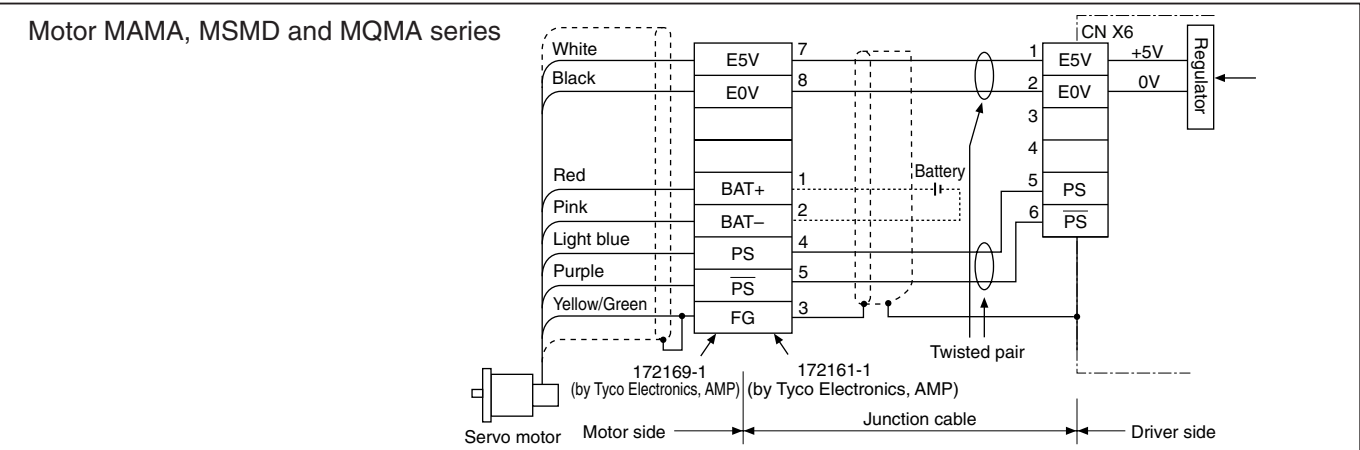 Motor MAMA, MSMD and MQMA series
CN X6
White
E5V
7
1
E5V
+5V
Regulator
Black
E0V
8
2
E0V
0V
3
4
Red
BAT+
1
Battery
5
PS
Pink
BAT–
2
6
P̅S̅
Light blue
PS
4
Purple
P̅S̅
5
Yellow/Green
FG
3
Twisted pair
172169-1
(by Tyco Electronics, AMP)
172161-1
(by Tyco Electronics, AMP)
Servo motor
Motor side
Junction cable
Driver side